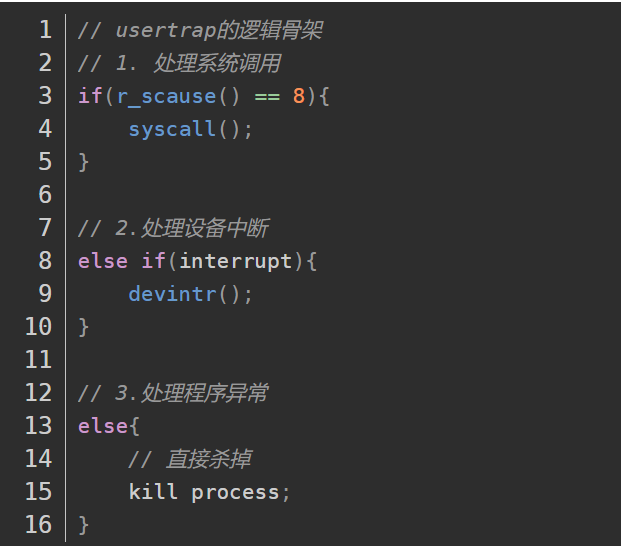 1 // usertrap的逻辑骨架
2 // 1. 处理系统调用
3 if(r_scause() == 8){
4     syscall();
5 }
6
7 // 2.处理设备中断
8 else if(interrupt){
9     devintr();
10 }
11
12 // 3.处理程序异常
13 else{
14     // 直接杀掉
15     kill process;
16 }